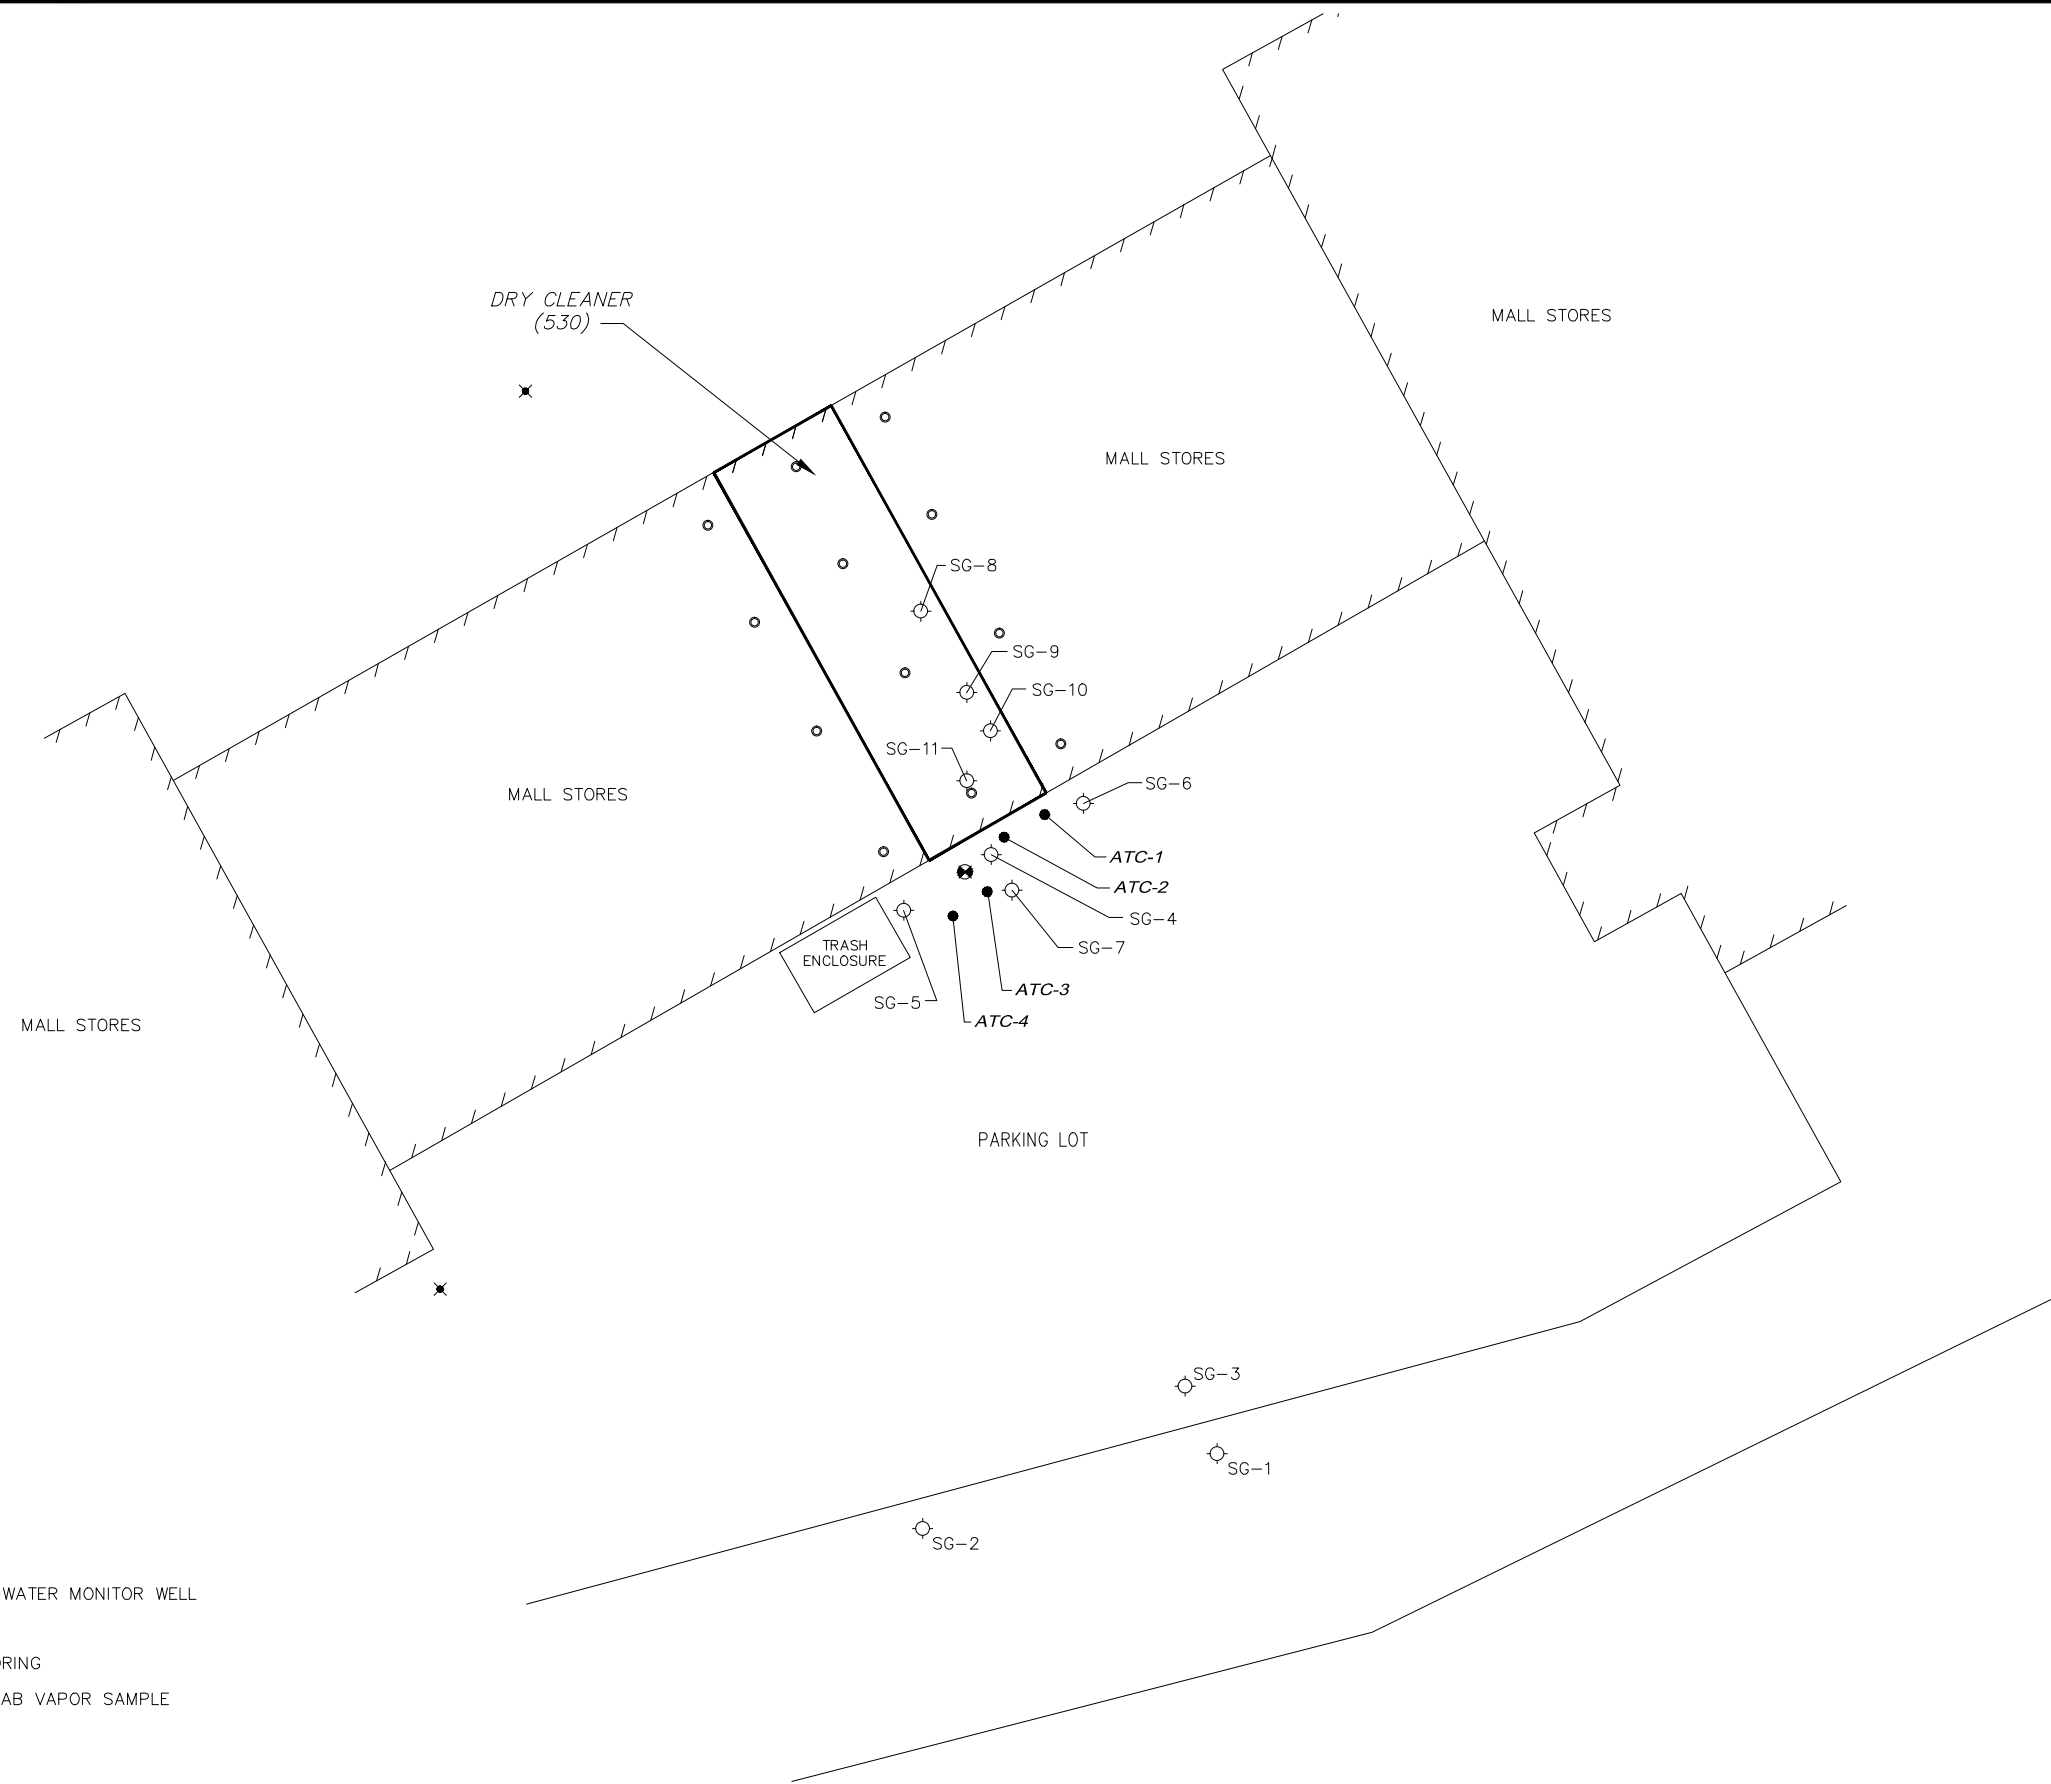 MALL STORES
DRY CLEANER
(530)
MALL STORES
SG-8
SG-9
SG-10
SG-11
SG-6
MALL STORES
ATC-1
ATC-2
SG-4
SG-7
TRASH
ENCLOSURE
ATC-3
SG-5
ATC-4
MALL STORES
PARKING LOT
SG-3
SG-1
SG-2
WATER MONITOR WELL
ORING
AB VAPOR SAMPLE